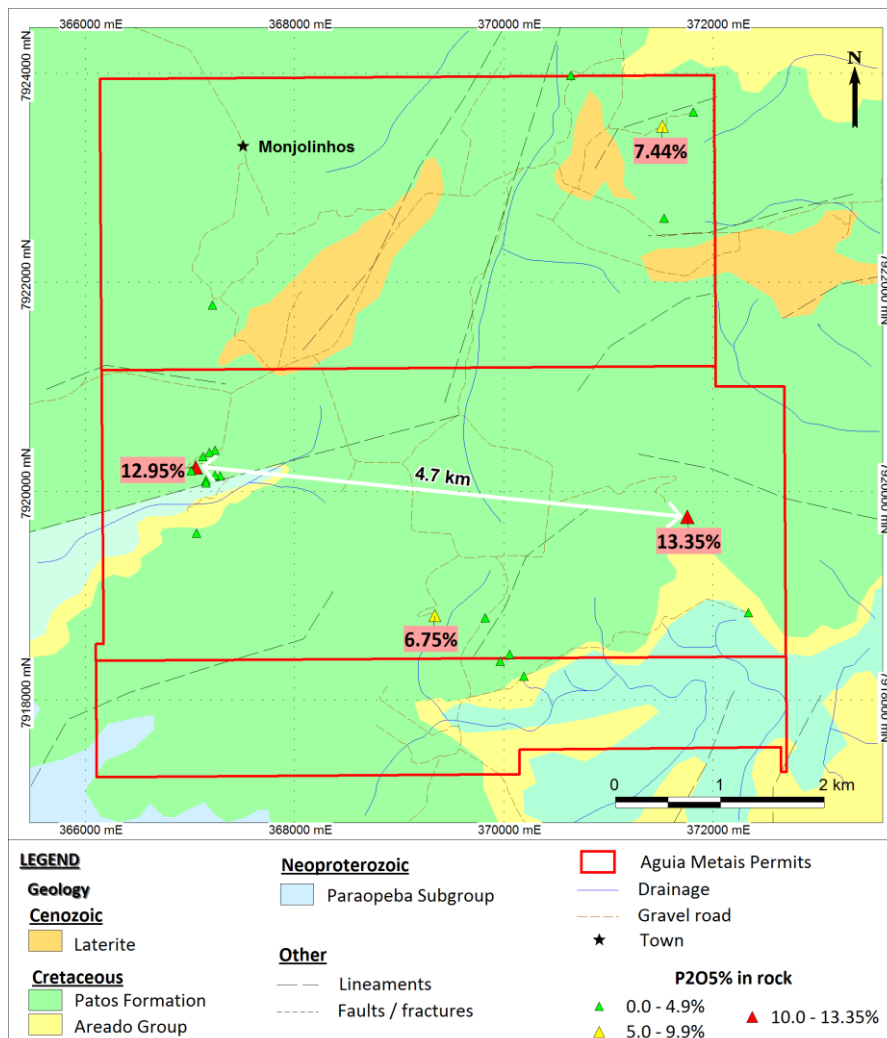 366000 mE 368000 mE 370000 mE 372000 mE
7924000 mN
N
Monjolinhos
7.44%
7922000 mN 7922000 mN
12.95%
4.7 km
7920000 mN 7920000 mN
13.35%
6.75%
7918000 mN 7918000 mN
0 1 2 km
366000 mE 368000 mE 370000 mE 372000 mE
LEGEND
Geology
Cenozoic
Laterite
Cretaceous
Patos Formation
Areado Group
Neoproterozoic
Paraopeba Subgroup
Other
Lineaments
Faults / fractures
Aguia Metais Permits
Drainage
Gravel road
Town
P2O5% in rock
0.0 - 4.9%
5.0 - 9.9%
10.0 - 13.35%